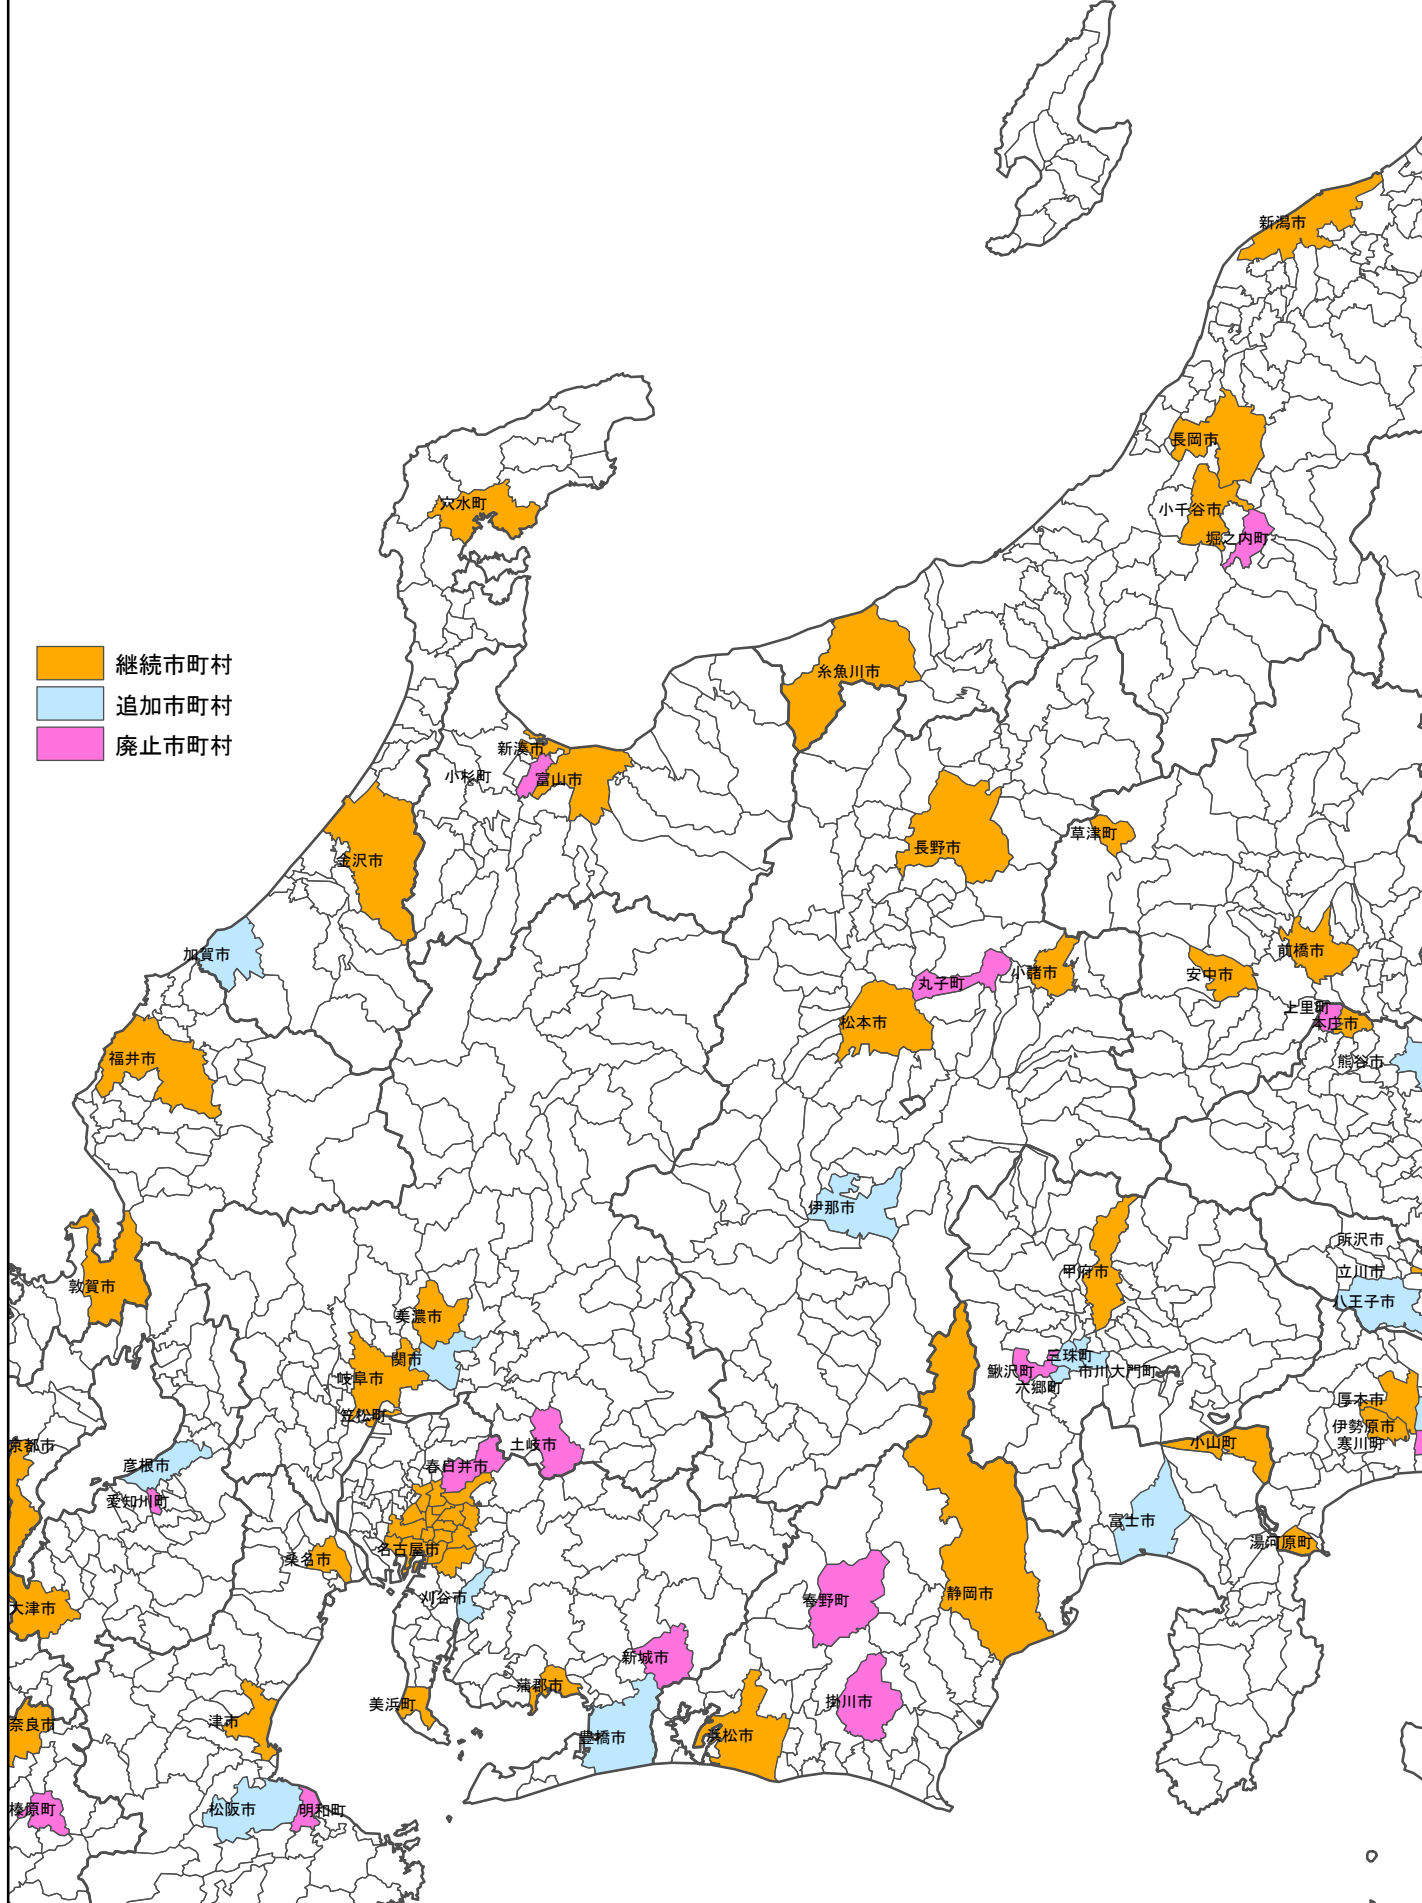 新潟市
長岡市
穴水町
小千谷市
堀之内町
継続市町村
追加市町村
廃止市町村
糸魚川市
新湊市
小杉町
富山市
草津町
長野市
金沢市
加賀市
前橋市
小諸市
安中市
丸子町
上里町
松本市
本庄市
福井市
熊谷市
伊那市
所沢市
甲府市
立川市
敦賀市
八王子市
美濃市
関市
三珠町
鰍沢町
市川大門町
岐阜市
六郷町
厚木市
笠松町
伊勢原市
京都市
土岐市
小山町
寒川町
彦根市
春日井市
愛知川町
富士市
湯河原町
名古屋市
桑名市
刈谷市
静岡市
春野町
大津市
新城市
蒲郡市
美浜町
掛川市
奈良市
津市
豊橋市
浜松市
榛原町
松阪市
明和町